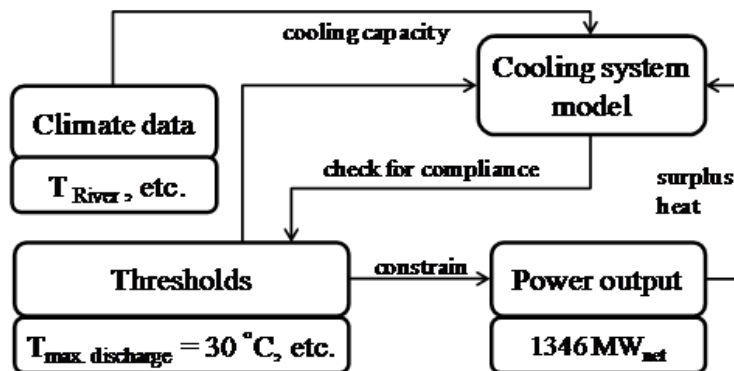 cooling capacity
Cooling system
model
Climate data
T River , etc.
check for compliance
surplus
heat
Thresholds
constrain
Power output
T max. discharge = 30 °C, etc.
1346 MWnet